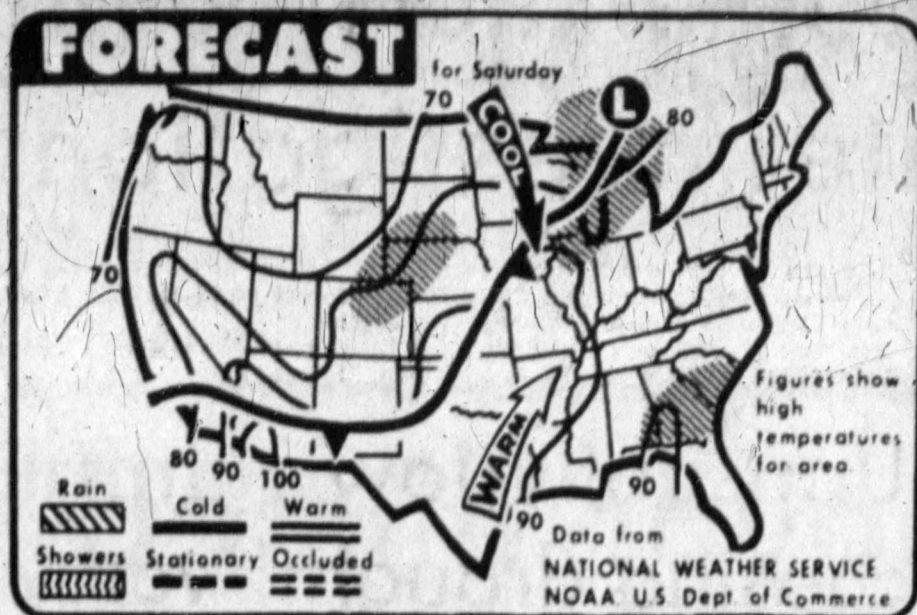 FORECAST
for Saturday
70
COOL
L
80
70
Figures show
high
temperatures
for area.
80
90
100
WARM
90
90
Rain
Cold
Warm
Showers
Stationary
Occluded
Data from
NATIONAL WEATHER SERVICE
NOAA U.S. Dept. of Commerce